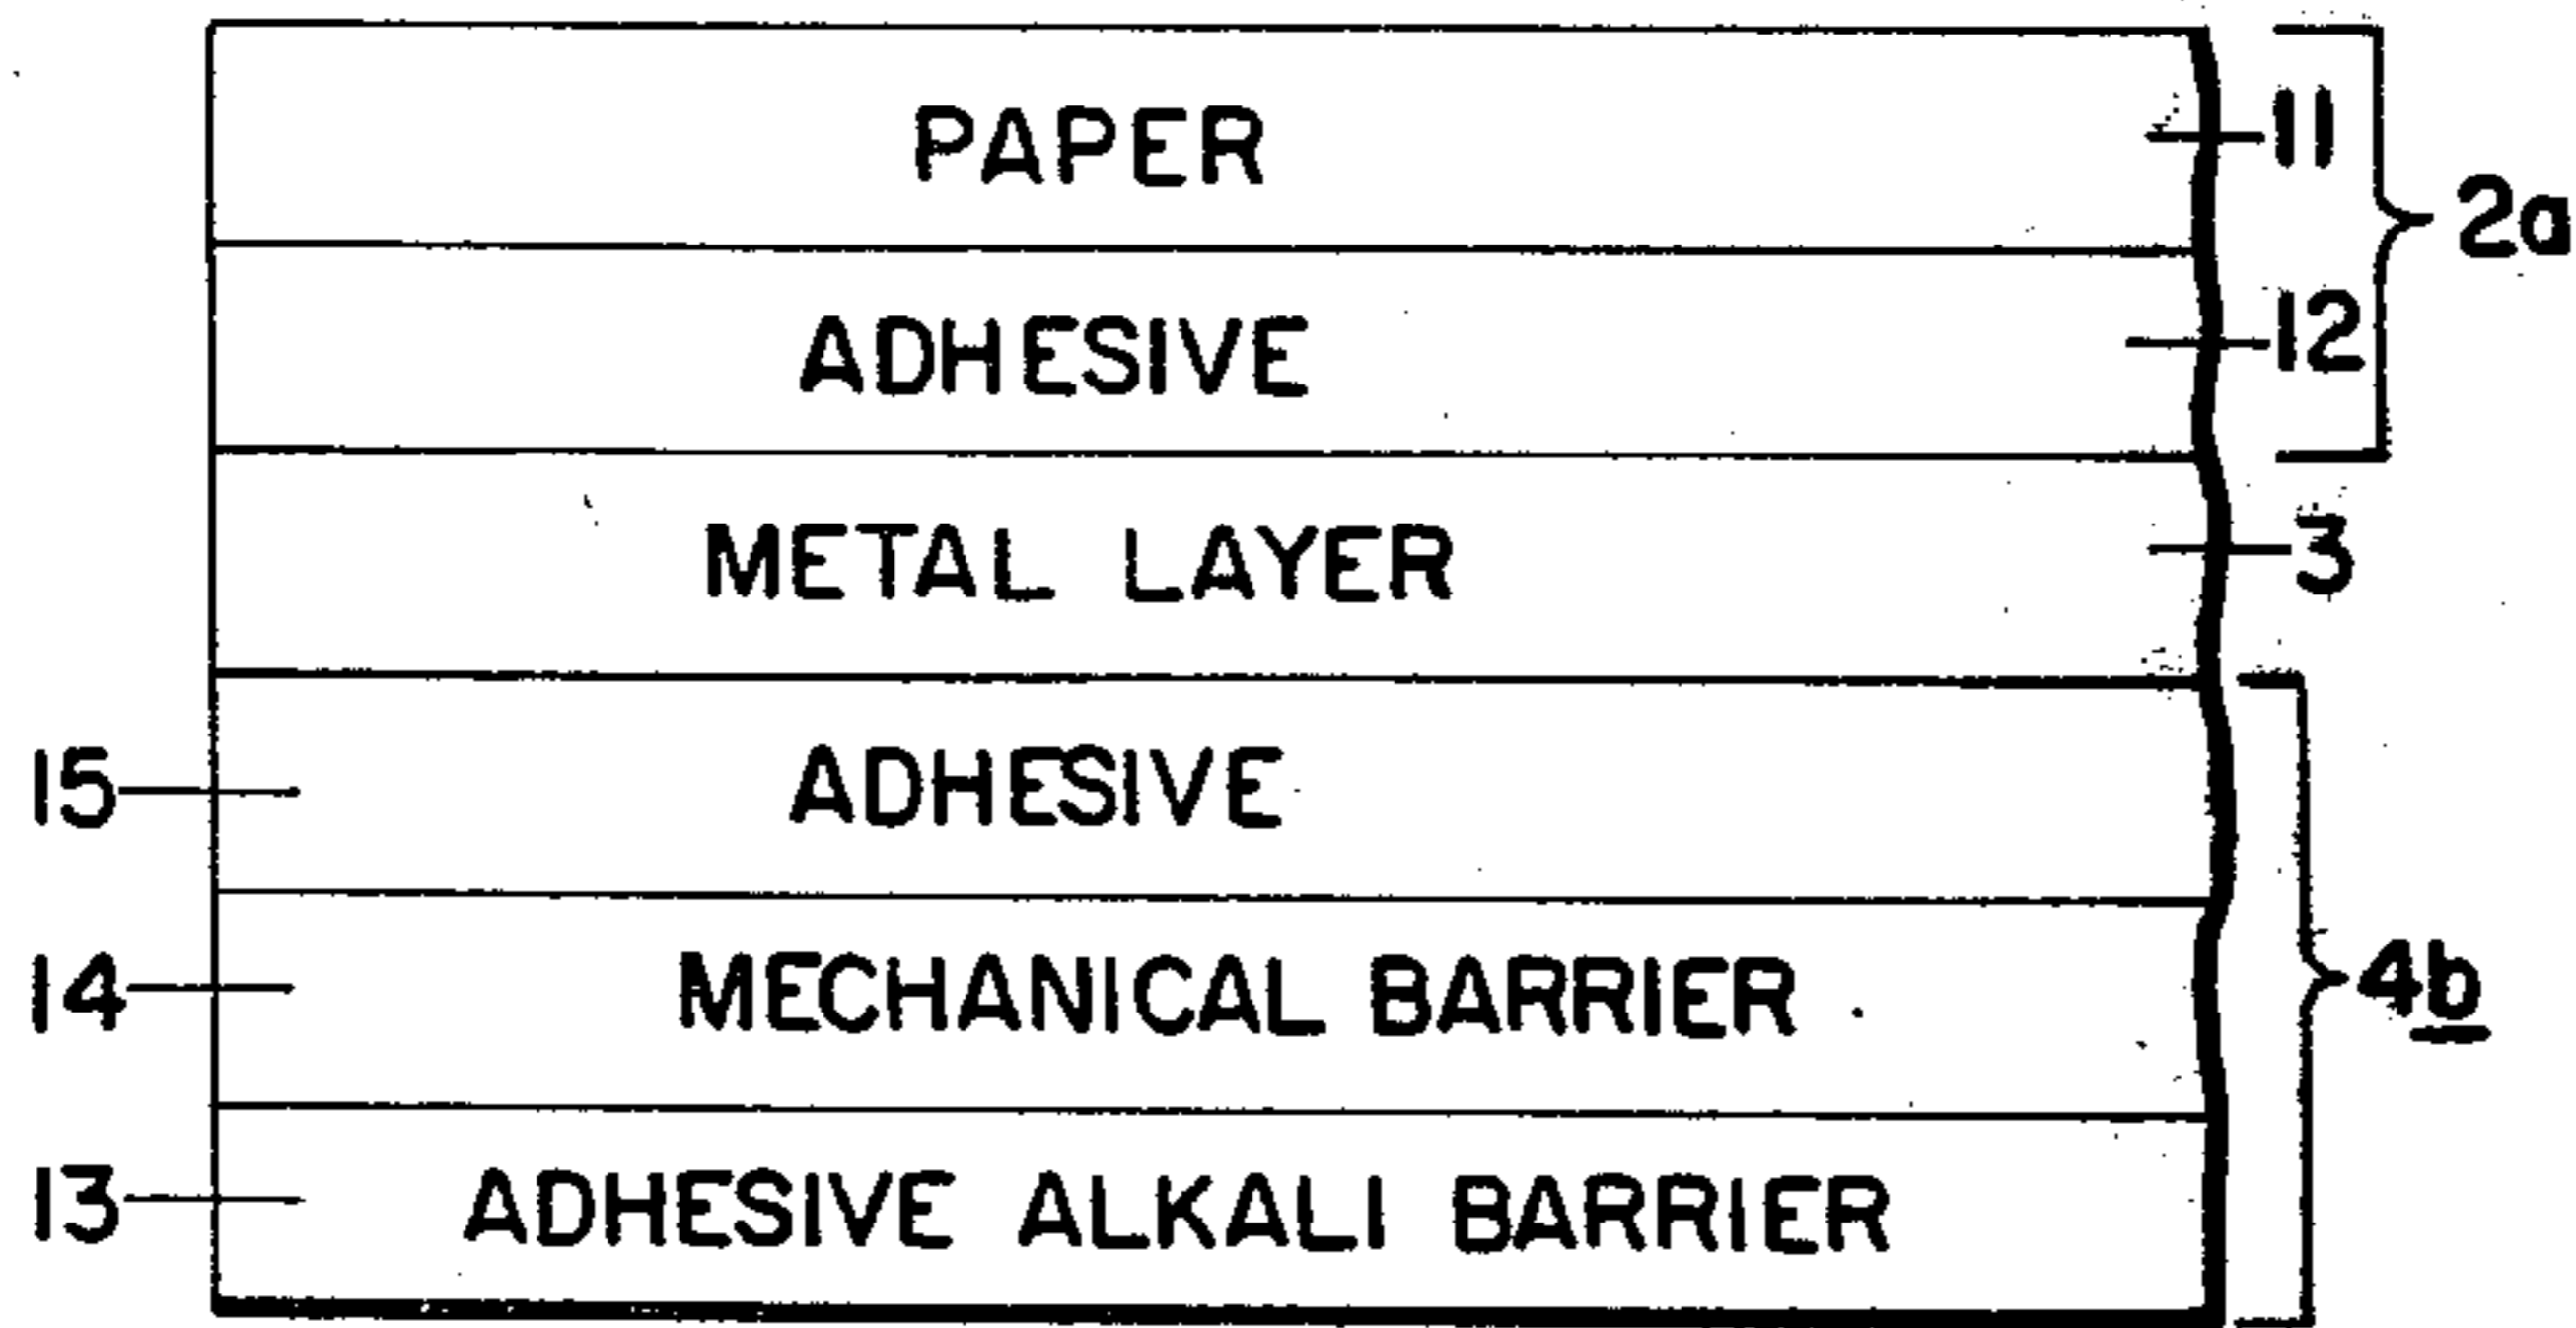 PAPER
11
2a
ADHESIVE
12
METAL LAYER
3
15
ADHESIVE
14
MECHANICAL BARRIER
4b
13
ADHESIVE ALKALI BARRIER